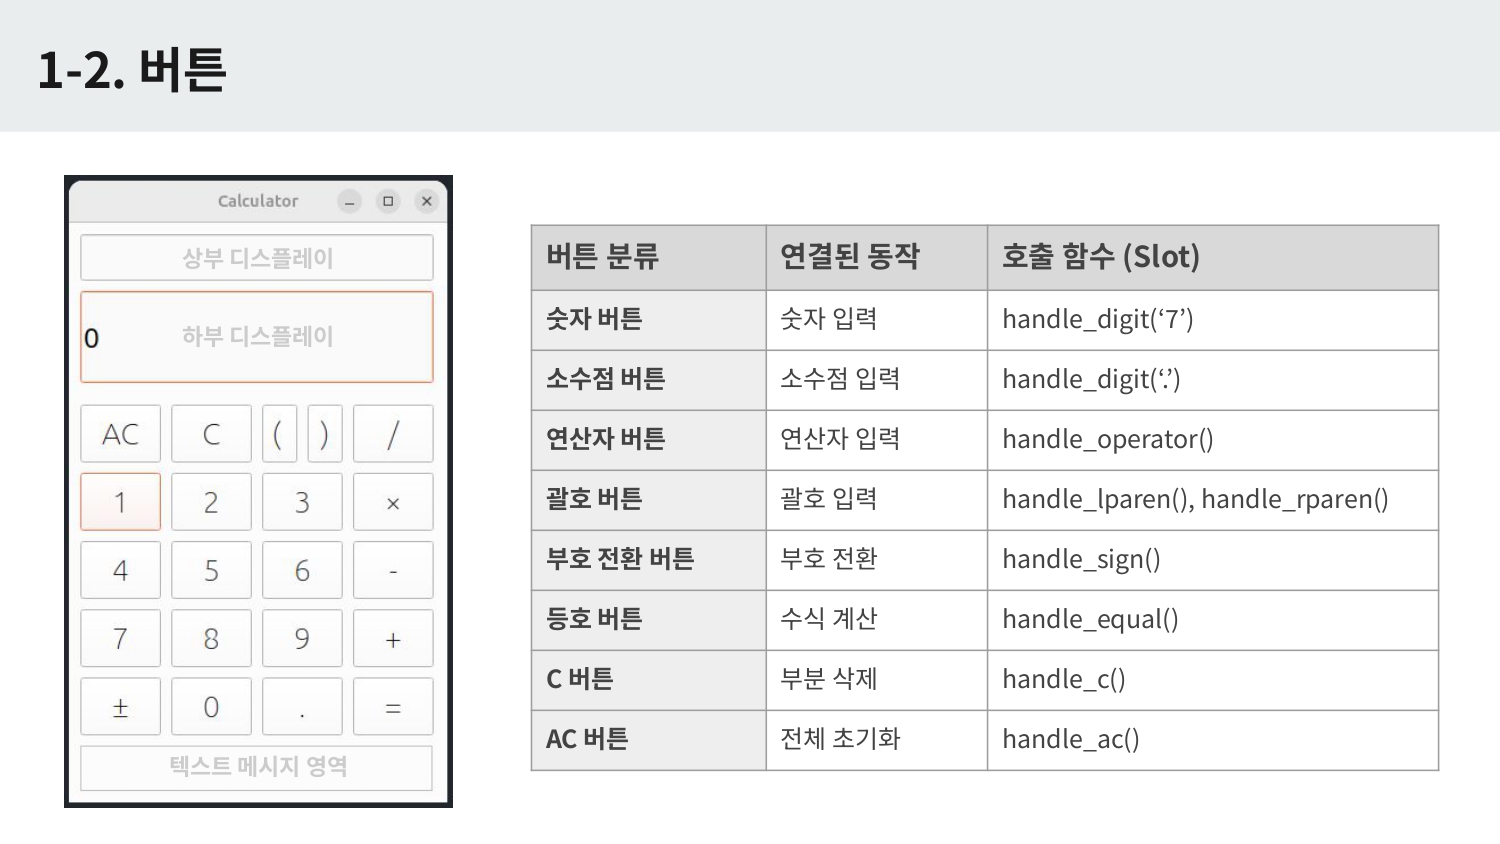 1-2. 버튼
Calculator
상부 디스플레이
0 하부 디스플레이
AC C ( ) /
1 2 3 ×
4 5 6 -
7 8 9 +
± 0 . =
텍스트 메시지 영역
버튼 분류 연결된 동작 호출 함수 (Slot)
숫자 버튼 숫자 입력 handle_digit(‘7’)
소수점 버튼 소수점 입력 handle_digit(‘.’)
연산자 버튼 연산자 입력 handle_operator()
괄호 버튼 괄호 입력 handle_lparen(), handle_rparen()
부호 전환 버튼 부호 전환 handle_sign()
등호 버튼 수식 계산 handle_equal()
C 버튼 부분 삭제 handle_c()
AC 버튼 전체 초기화 handle_ac()